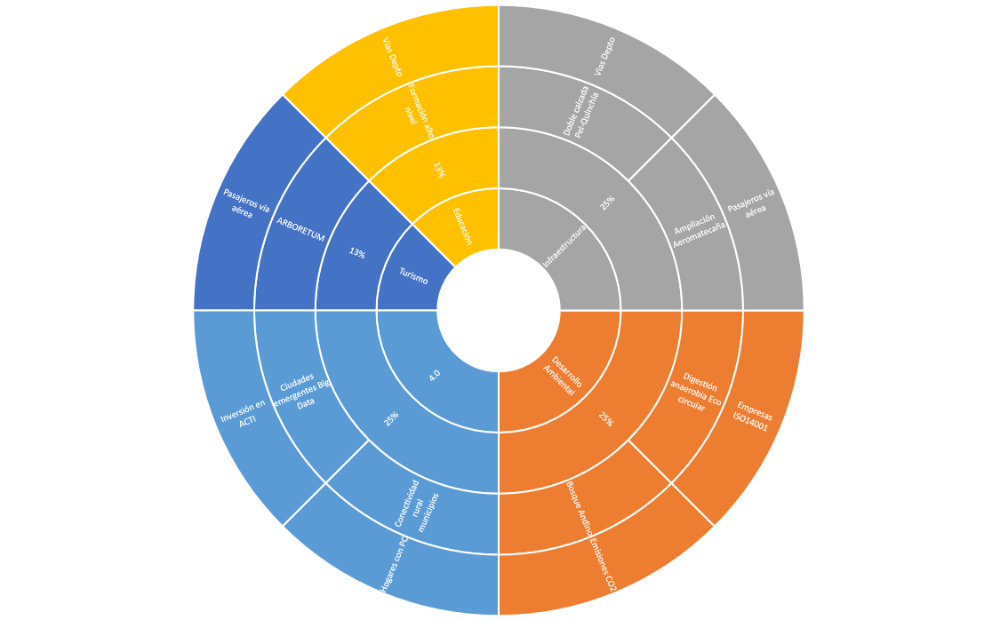 Vías Depto
Doble calzada
Pei-Quinchía
25%
Infraestructura
Pasajeros vía
aérea
Ampliación
Aeromatecaña
Empresas
ISO14001
Digestión
anaerobia Eco
circular
25%
Desarrollo
Ambiental
Emisiones CO2
Bosque Andino
Hogares con PC
Conectividad
rural
municipios
25%
4.0
Inversión en
ACTI
Ciudades
emergentes Big
Data
Pasajeros vía
aérea
ARBORETUM
13%
Turismo
Vías Depto
Formación alto
nivel
13%
Educación